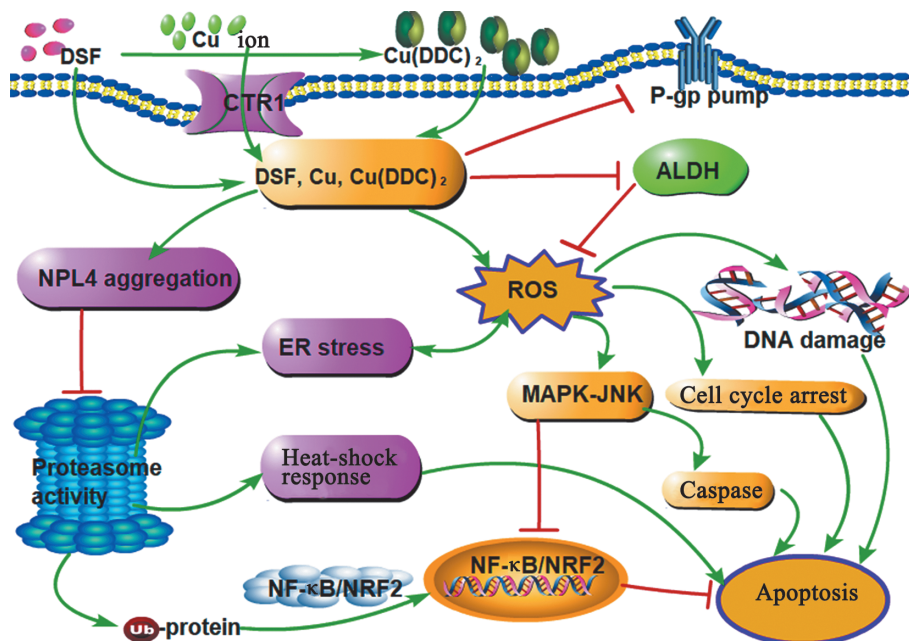 DSF
Cu ion
Cu(DDC) 2
CTR1
P-gp pump
DSF, Cu, Cu(DDC) 2
ALDH
NPL4 aggregation
ROS
DNA damage
ER stress
MAPK-JNK
Cell cycle arrest
Proteasome
activity
Heat-shock
response
Caspase
NF-κB/NRF2
NF-κB/NRF2
Apoptosis
Ub-protein